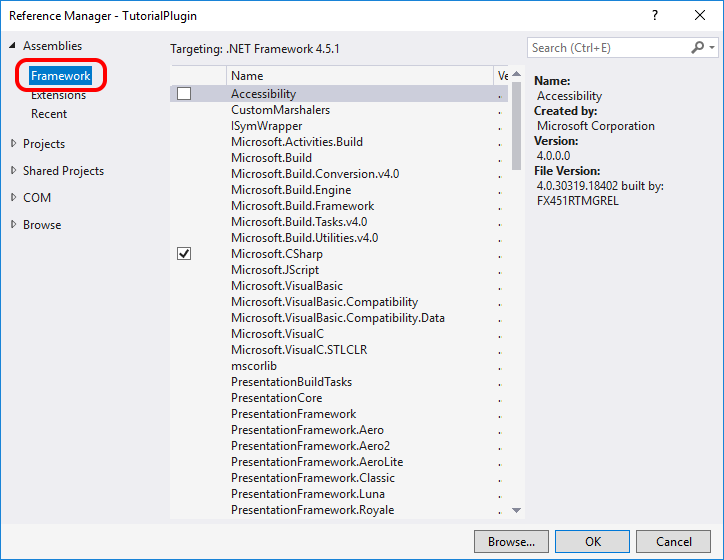 Reference Manager - TutorialPlugin
? 
Assemblies
Framework
Extensions
Recent
Projects
Shared Projects
COM
Browse
Targeting: .NET Framework 4.5.1
Name Ve
Accessibility .
CustomMarshalers .
ISymWrapper .
Microsoft.Activities.Build .
Microsoft.Build .
Microsoft.Build.Conversion.v4.0 .
Microsoft.Build.Engine .
Microsoft.Build.Framework .
Microsoft.Build.Tasks.v4.0 .
Microsoft.Build.Utilities.v4.0 .
Microsoft.CSharp .
Microsoft.JScript .
Microsoft.VisualBasic .
Microsoft.VisualBasic.Compatibility .
Microsoft.VisualBasic.Compatibility.Data .
Microsoft.VisualC .
Microsoft.VisualC.STLCLR .
mscorlib .
PresentationBuildTasks .
PresentationCore .
PresentationFramework .
PresentationFramework.Aero .
PresentationFramework.Aero2 .
PresentationFramework.AeroLite .
PresentationFramework.Classic .
PresentationFramework.Luna .
PresentationFramework.Royale .
Search (Ctrl+E)
Name:
Accessibility
Created by:
Microsoft Corporation
Version:
4.0.0.0
File Version:
4.0.30319.18402 built by:
FX451RTMGREL
Browse... OK Cancel